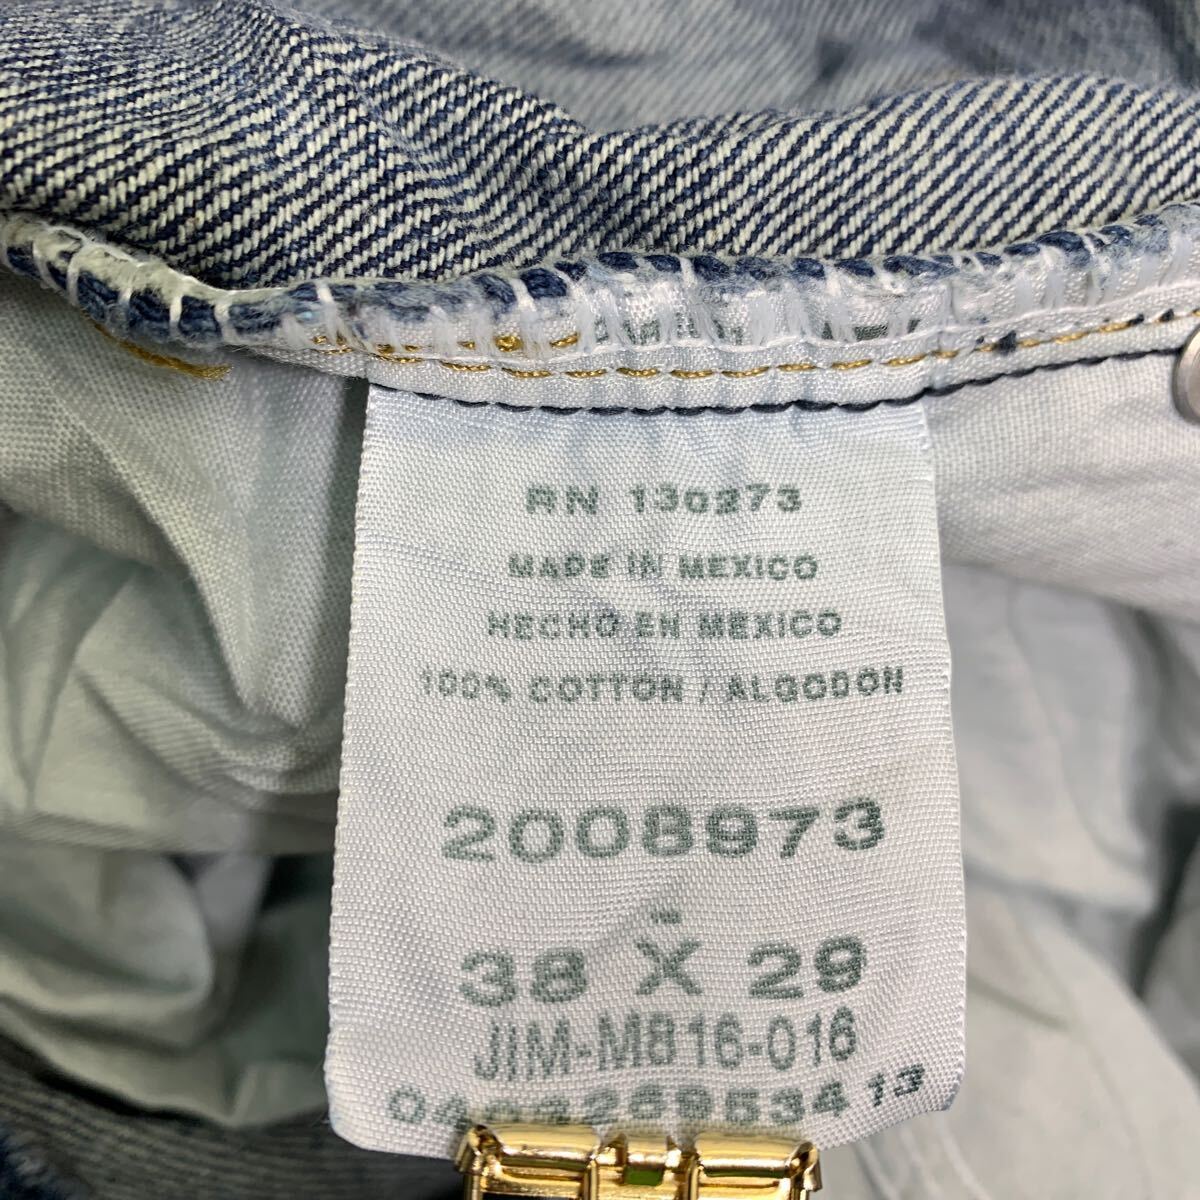 RN 130273
MADE IN MEXICO
HECHO EN MEXICO
100% COTTON / ALGODON
2008973
-
38 X 29
JIM-M816-016